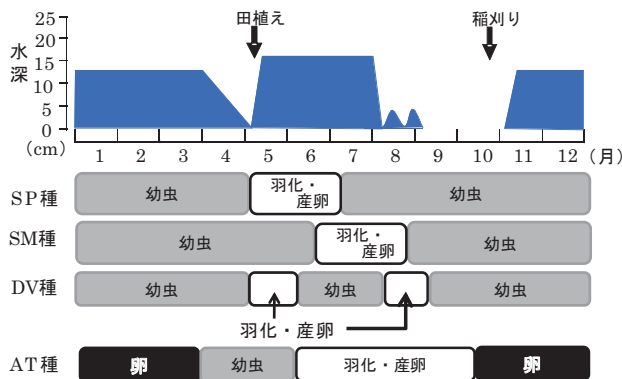 田植え
稲刈り
水深
25
20
15
10
5
0
(cm)
1 2 3 4 5 6 7 8 9 10 11 12 (月)
SP種 幼虫 羽化・産卵 幼虫
SM種 幼虫 羽化・産卵 幼虫
DV種 幼虫 幼虫 幼虫
羽化・産卵
AT種 卵 幼虫 羽化・産卵 卵